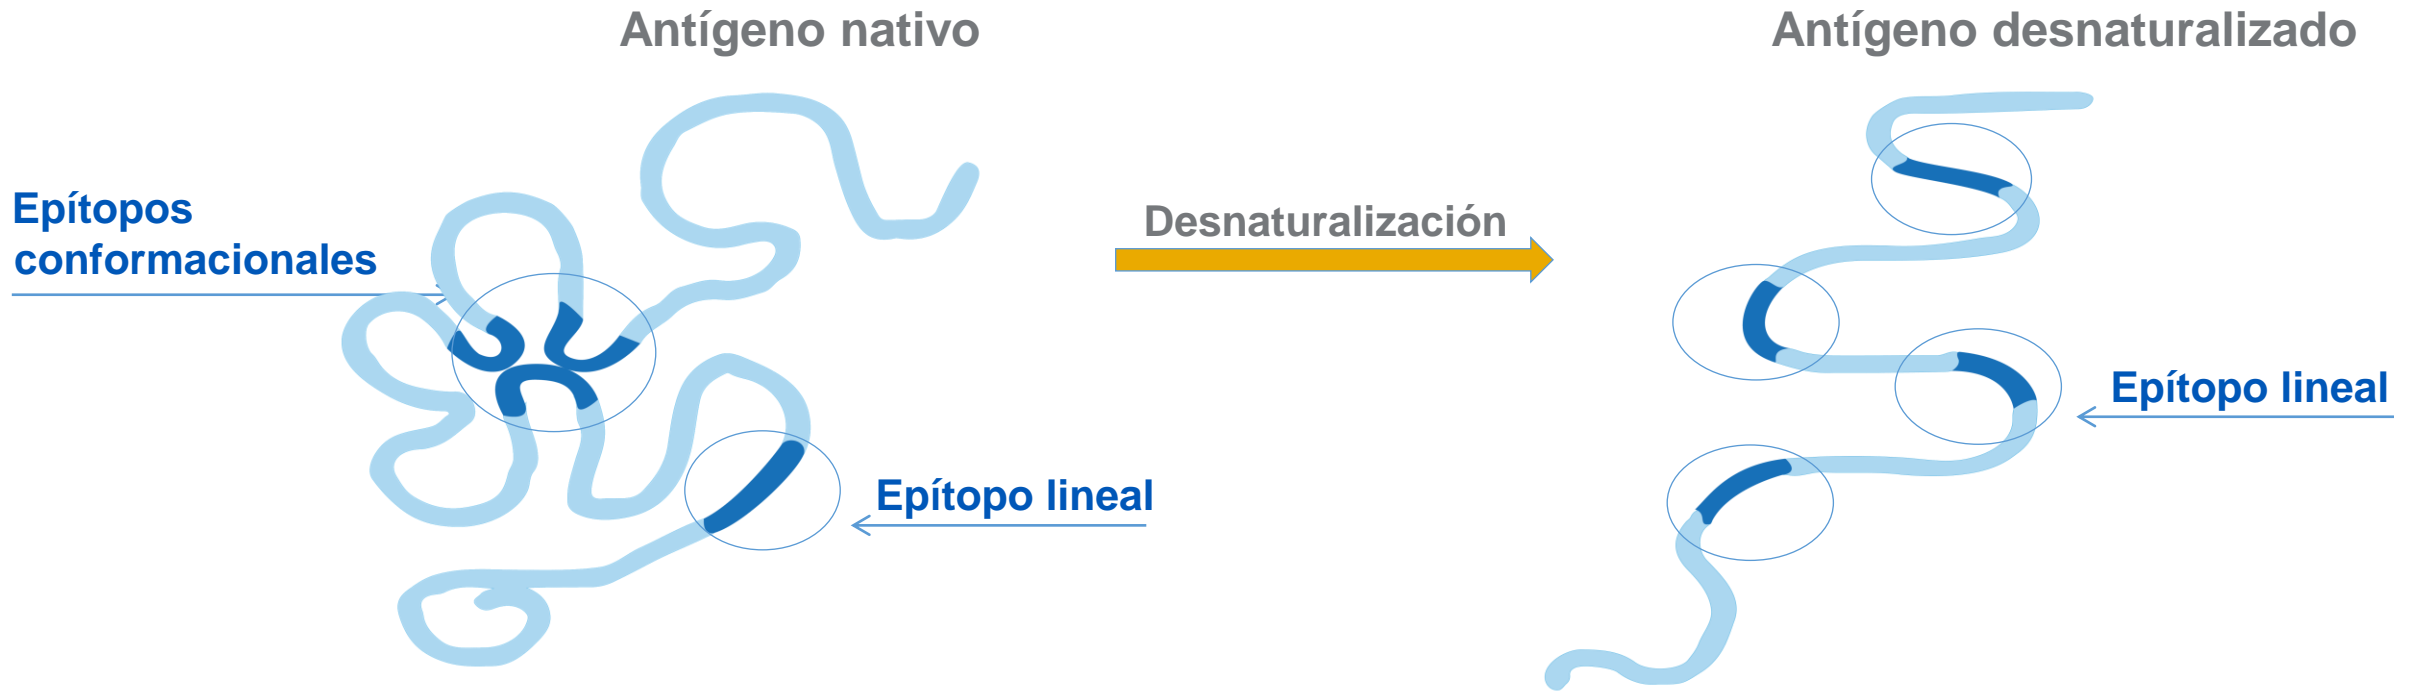 Antígeno nativo
Antígeno desnaturalizado
Epítopos
conformacionales
Desnaturalización
Epítopo lineal
Epítopo lineal